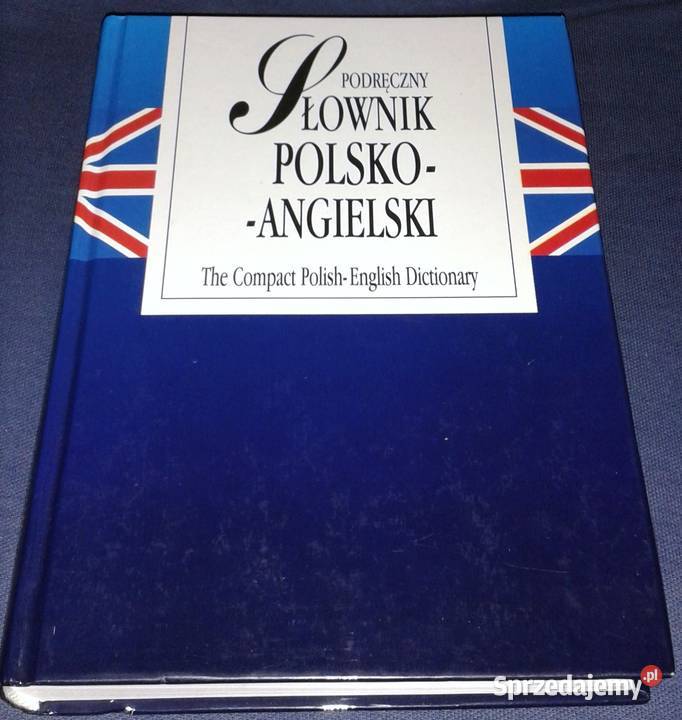 PODRĘCZNY
SŁOWNIK
POLSKO-
-ANGIELSKI
The Compact Polish-English Dictionary
Sprzedajemy.pl